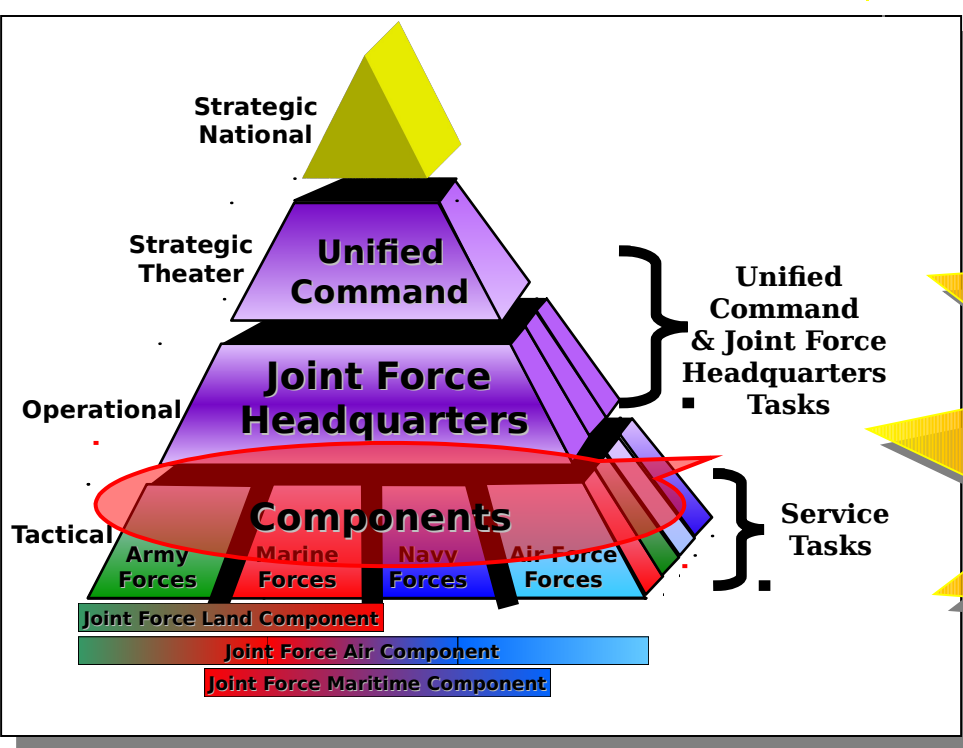 Strategic
National
Strategic
Theater
Unified
Command
Unified
Command
& Joint Force
Headquarters
Tasks
Joint Force
Headquarters
Operational
Components
Tactical
Army
Forces
Marine
Forces
Navy
Forces
Air Force
Forces
Service
Tasks
Joint Force Land Component
Joint Force Air Component
Joint Force Maritime Component